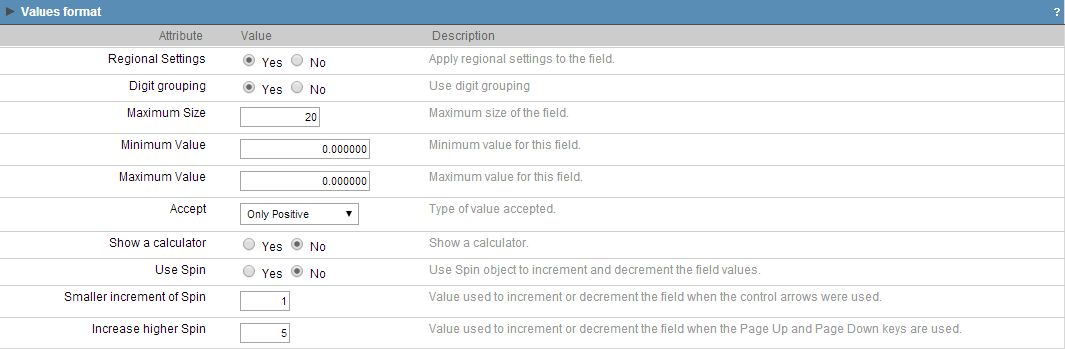 Values format ?
Attribute Value Description
Regional Settings Yes No Apply regional settings to the field.
Digit grouping Yes No Use digit grouping
Maximum Size 20 Maximum size of the field.
Minimum Value 0.000000 Minimum value for this field.
Maximum Value 0.000000 Maximum value for this field.
Accept Only Positive Type of value accepted.
Show a calculator Yes No Show a calculator.
Use Spin Yes No Use Spin object to increment and decrement the field values.
Smaller increment of Spin 1 Value used to increment or decrement the field when the control arrows were used.
Increase higher Spin 5 Value used to increment or decrement the field when the Page Up and Page Down keys are used.